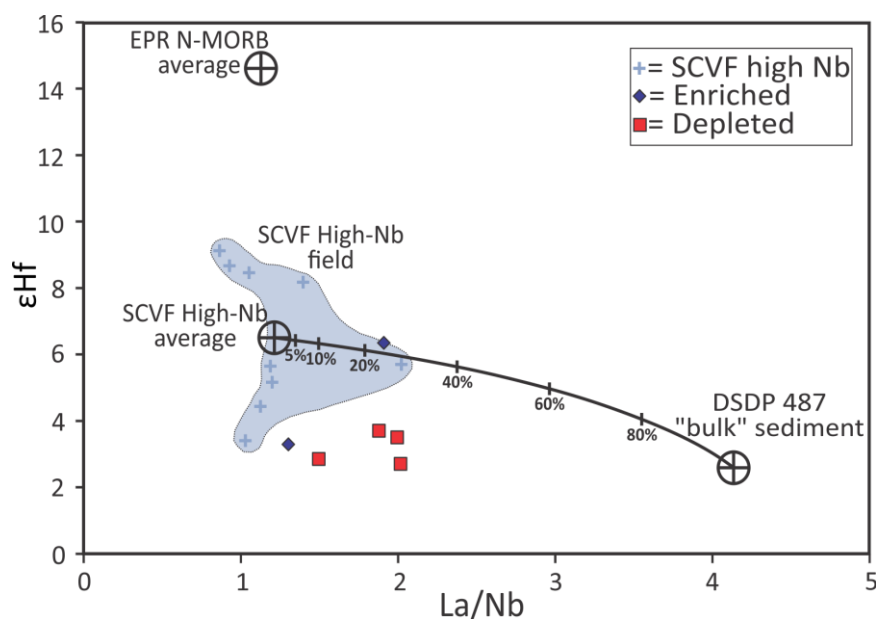 16
14
12
10
8
6
4
2
0
εHf
EPR N-MORB
average
+= SCVF high Nb
= Enriched
= Depleted
SCVF High-Nb
field
SCVF High-Nb
average
5%
10%
20%
40%
60%
80%
DSDP 487
"bulk" sediment
0
1
2
3
4
5
La/Nb